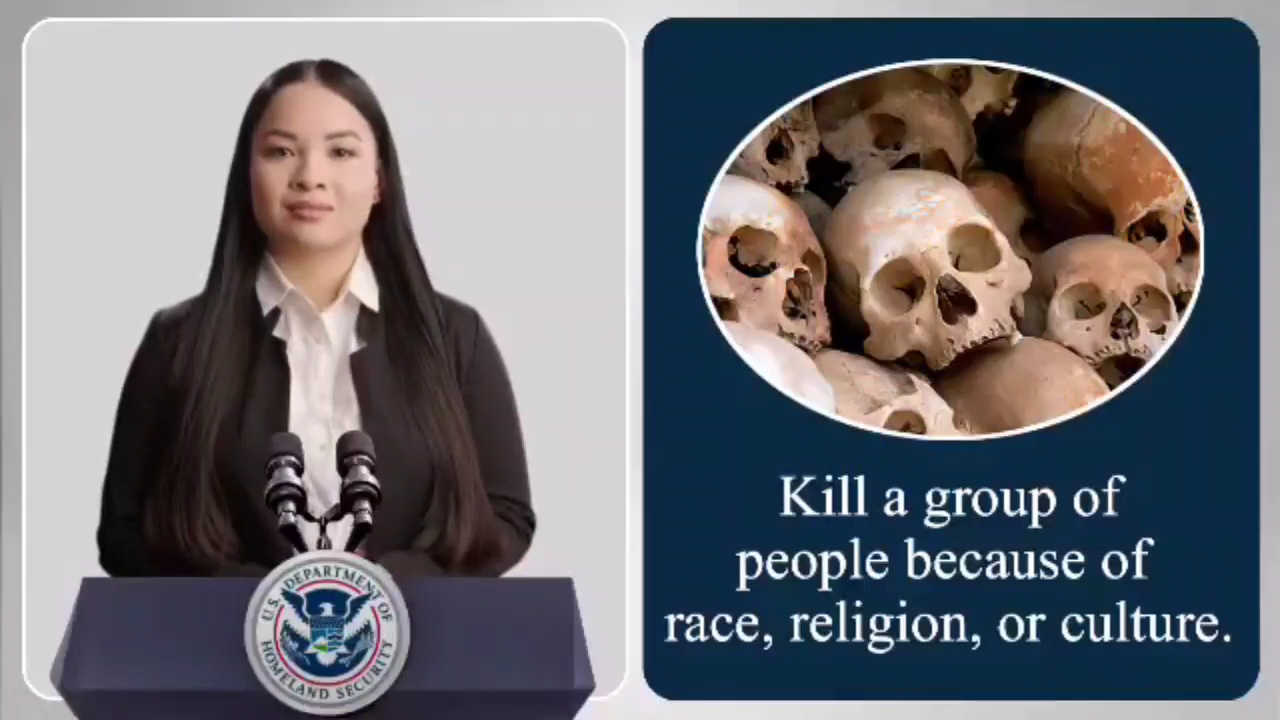 U.S. DEPARTMENT OF
HOMELAND SECURITY
Kill a group of
people because of
race, religion, or culture.